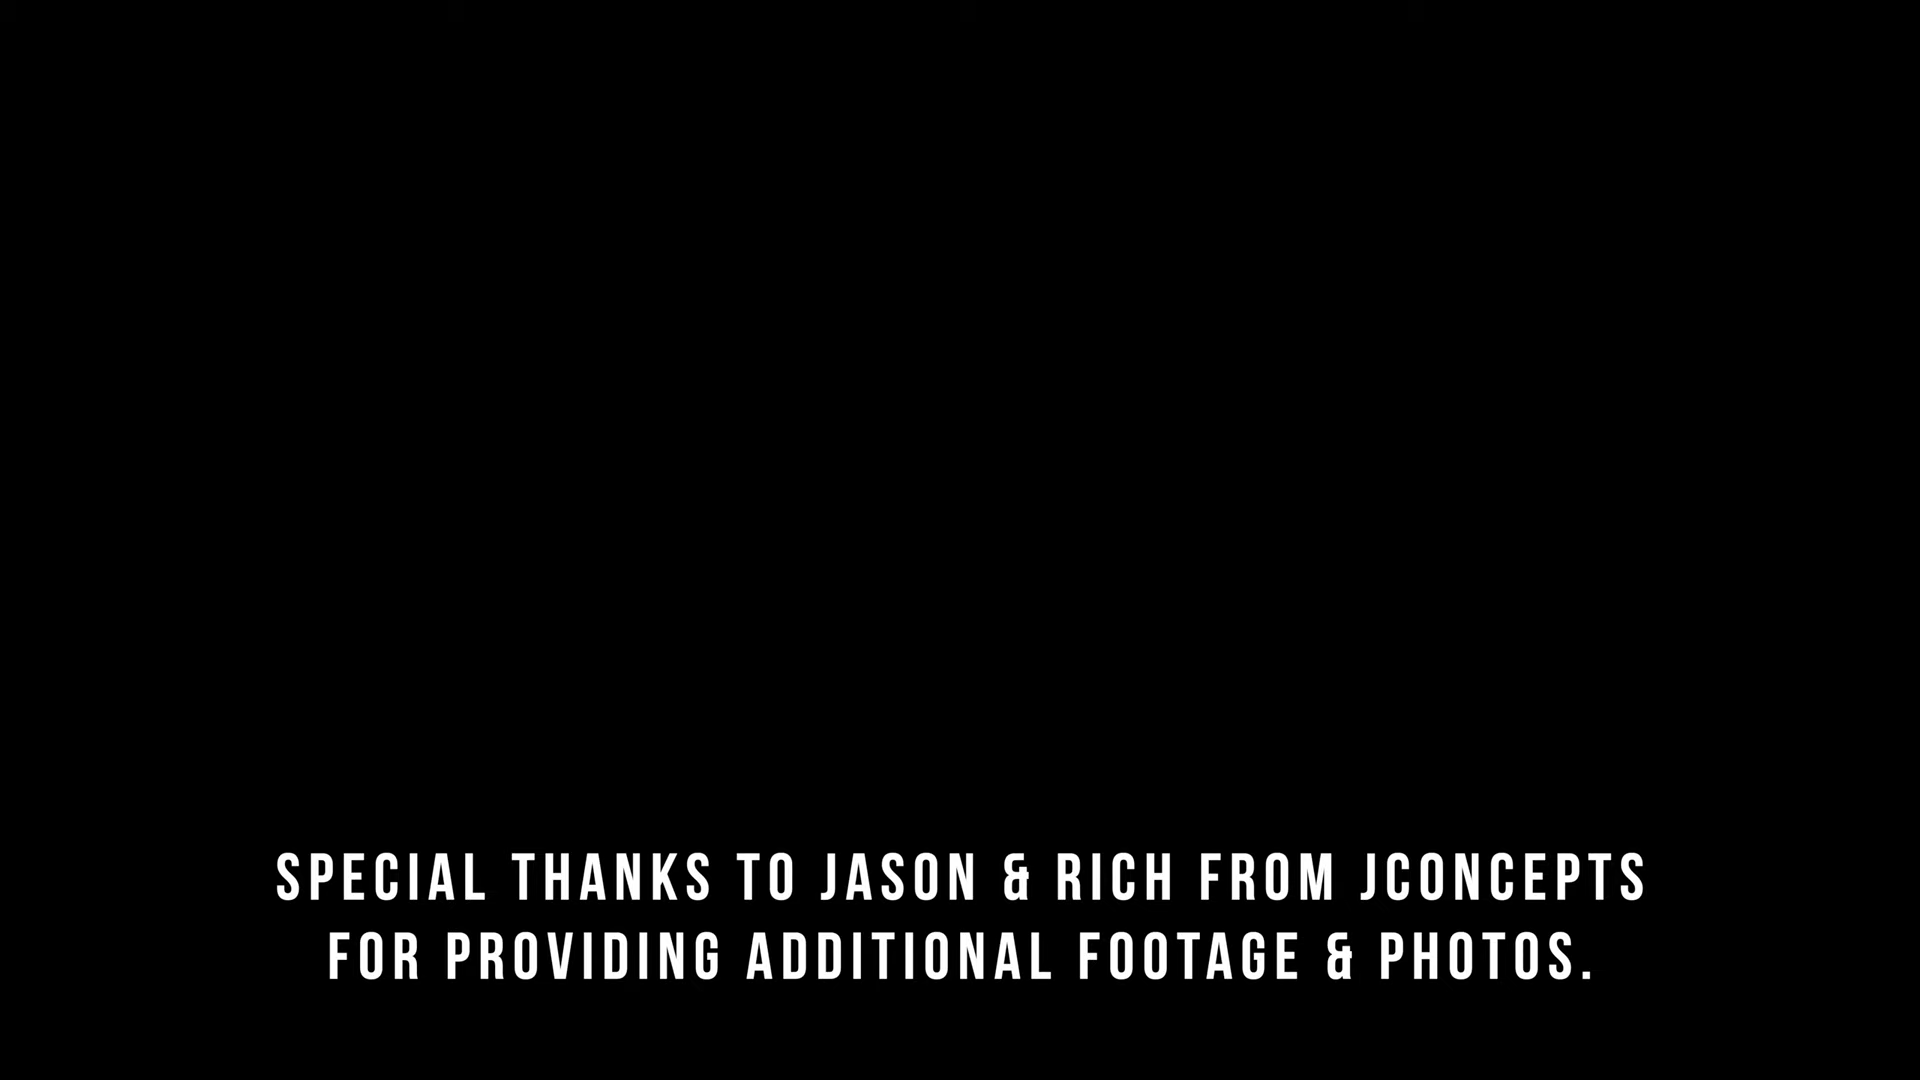 SPECIAL THANKS TO JASON & RICH FROM JCONCEPTS
FOR PROVIDING ADDITIONAL FOOTAGE & PHOTOS.